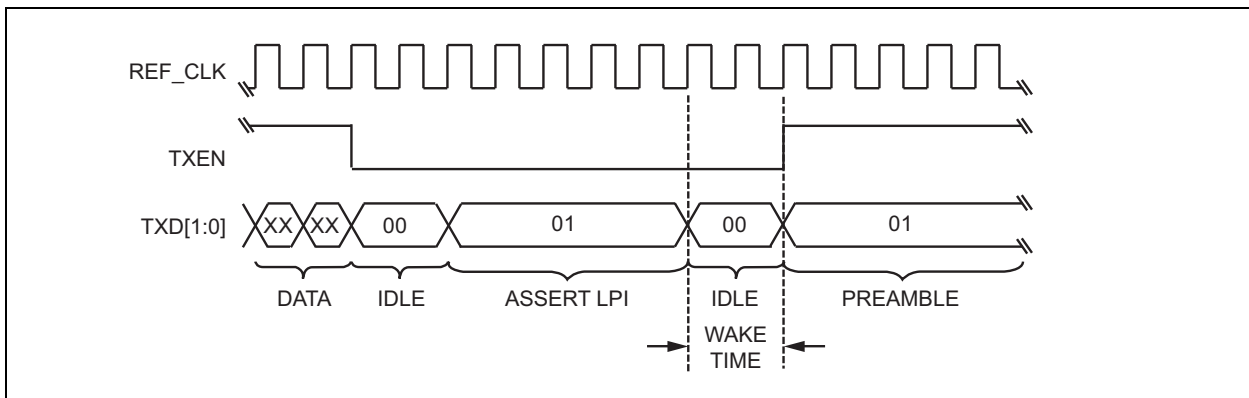 REF_CLK
TXEN
TXD[1:0] XX XX 00 01 00 01
DATA IDLE ASSERT LPI IDLE PREAMBLE
WAKE
TIME